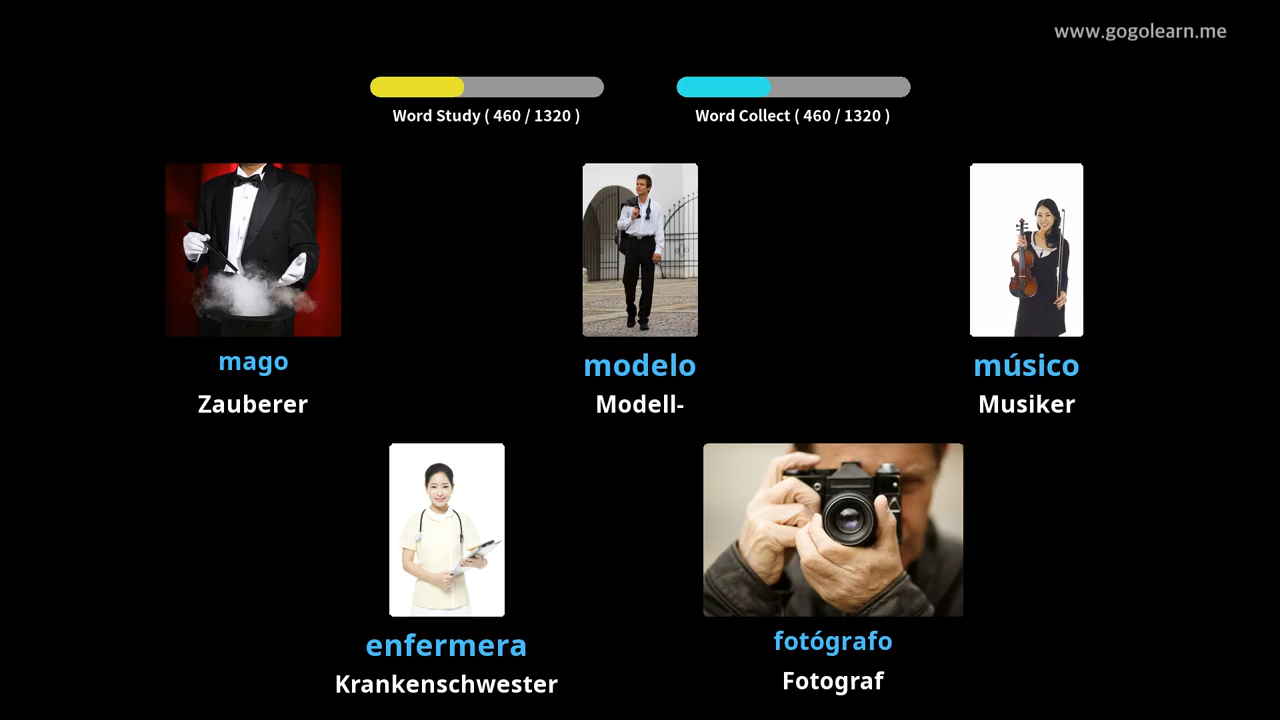 www.gogolearn.me
Word Study ( 460 / 1320 )
Word Collect ( 460 / 1320 )
mago
Zauberer
modelo
Modell-
músico
Musiker
enfermera
Krankenschwester
fotógrafo
Fotograf